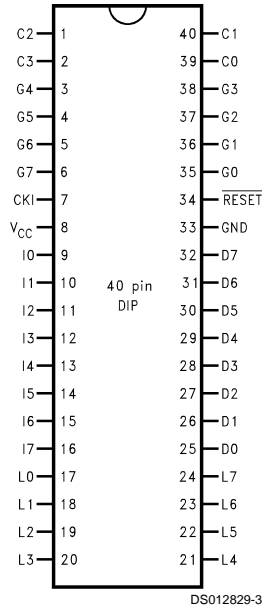 C2 1 40 C1
C3 2 39 C0
G4 3 38 G3
G5 4 37 G2
G6 5 36 G1
G7 6 35 G0
CKI 7 34 RESET
VCC 8 33 GND
I0 9 32 D7
I1 10 31 D6
40 pin
DIP
I2 11 30 D5
I3 12 29 D4
I4 13 28 D3
I5 14 27 D2
I6 15 26 D1
I7 16 25 D0
L0 17 24 L7
L1 18 23 L6
L2 19 22 L5
L3 20 21 L4
DS012829-3